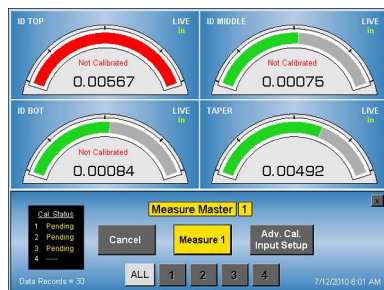 ID TOP
LIVE
in
Not Calibrated
0.00567
ID MIDDLE
LIVE
in
Not Calibrated
0.00075
ID BOT
LIVE
in
Not Calibrated
0.00084
TAPER
LIVE
in
0.00492
Cal. Status
1 Pending
2 Pending
3 Pending
4 -----
Measure Master 1
Cancel
Measure 1
Adv. Cal.
Input Setup
ALL 1 2 3 4
Data Records = 30
7/12/2010 8:01 AM
x